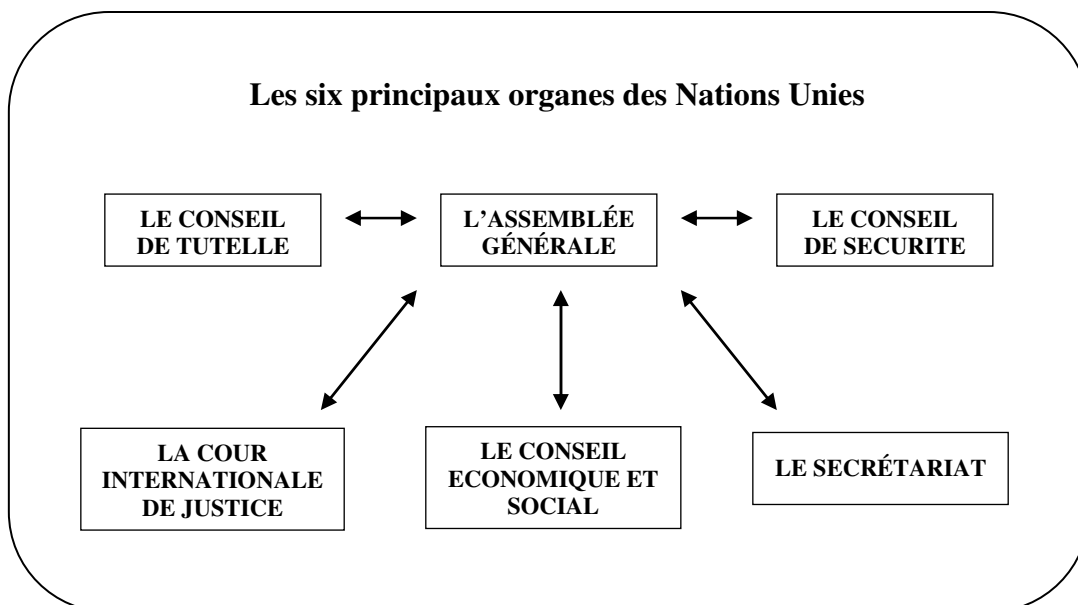 Les six principaux organes des Nations Unies
LE CONSEIL
DE TUTELLE
L’ASSEMBLÉE
GÉNÉRALE
LE CONSEIL
DE SECURITE
LA COUR
INTERNATIONALE
DE JUSTICE
LE CONSEIL
ECONOMIQUE ET
SOCIAL
LE SECRÉTARIAT